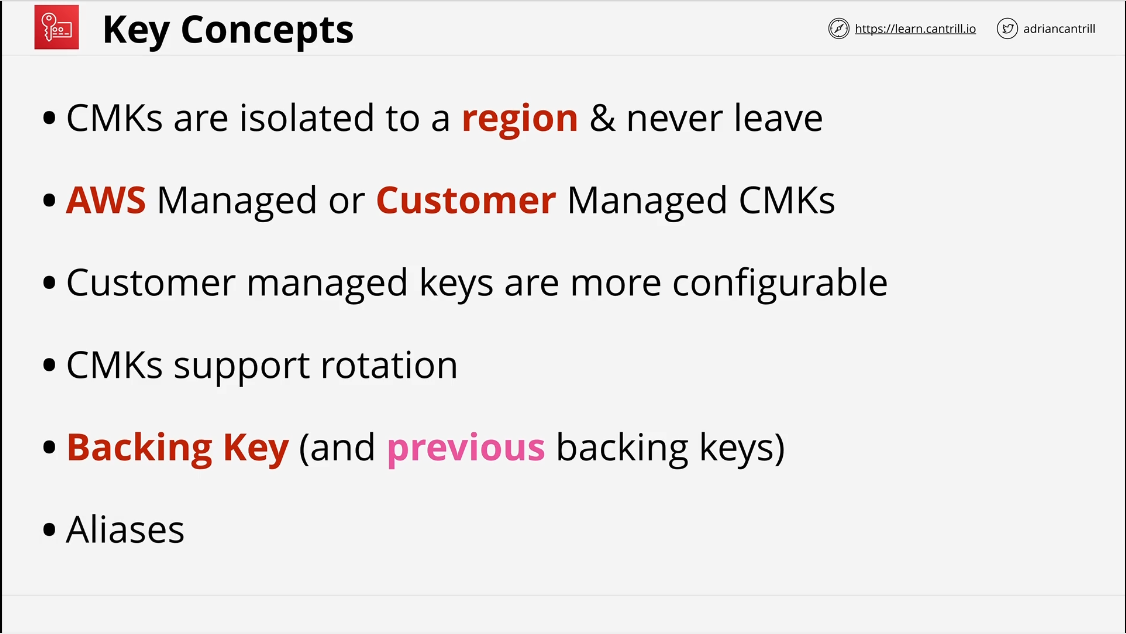 Key Concepts
https://learn.cantrill.io
adriancantrill
• CMKs are isolated to a region & never leave
• AWS Managed or Customer Managed CMKs
• Customer managed keys are more configurable
• CMKs support rotation
• Backing Key (and previous backing keys)
• Aliases